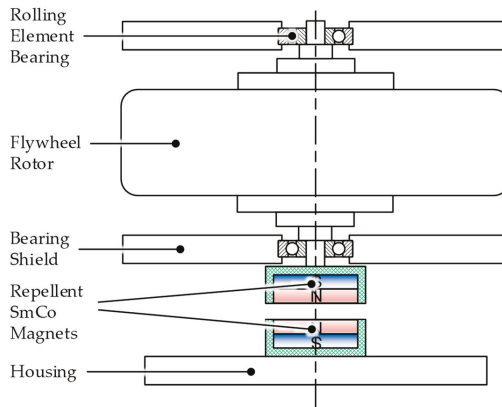 Rolling
Element
Bearing
Flywheel
Rotor
Bearing
Shield
Repellent
SmCo
Magnets
N
S
Housing